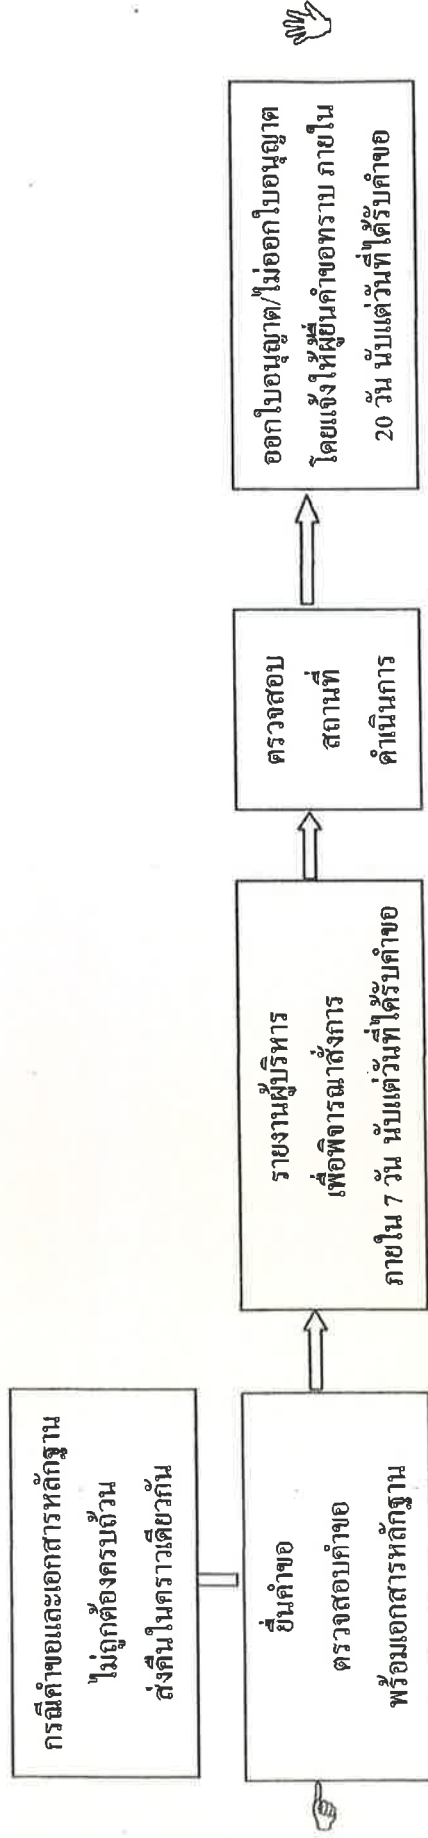 กรณีคำขอและเอกสารหลักฐาน
ไม่ถูกต้องครบถ้วน
ส่งคืนในคราวเดียวกัน
ยื่นคำขอ
ตรวจสอบคำขอ
พร้อมเอกสารหลักฐาน
รายงานผู้บริหาร
เพื่อพิจารณาสั่งการ
ภายใน 7 วัน นับแต่วันที่ได้รับคำขอ
ตรวจสอบ
สถานที่
ดำเนินการ
ออกใบอนุญาต/ไม่ออกใบอนุญาต
โดยแจ้งให้ผู้ยื่นคำขอทราบ ภายใน
20 วัน นับแต่วันที่ได้รับคำขอ